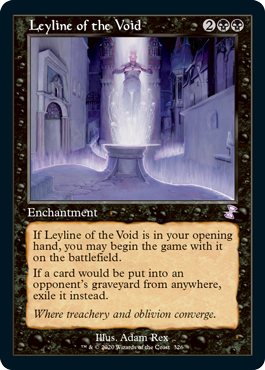 Leyline of the Void 2
Enchantment
If Leyline of the Void is in your opening
hand, you may begin the game with it
on the battlefield.
If a card would be put into an
opponent's graveyard from anywhere,
exile it instead.
Where treachery and oblivion converge.
Illus. Adam Rex
™ & © 2020 Wizards of the Coast 326